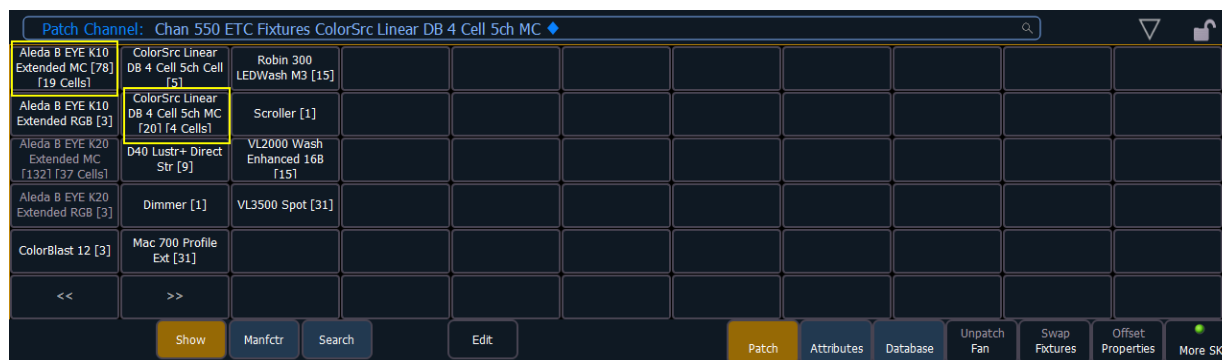 Patch Channel: Chan 550 ETC Fixtures ColorSrc Linear DB 4 Cell 5ch MC
Aleda B EYE K10
Extended MC [78]
[19 Cells]
ColorSrc Linear
DB 4 Cell 5ch Cell
[5]
Robin 300
LEDWash M3 [15]
Aleda B EYE K10
Extended RGB [3]
ColorSrc Linear
DB 4 Cell 5ch MC
[20] [4 Cells]
Scroller [1]
Aleda B EYE K20
Extended MC
[132] [37 Cells]
D40 Lustr+ Direct
Str [9]
VL2000 Wash
Enhanced 16B
[15]
Aleda B EYE K20
Extended RGB [3]
Dimmer [1]
VL3500 Spot [31]
ColorBlast 12 [3]
Mac 700 Profile
Ext [31]
<<
>>
Show
Manfctr
Search
Edit
Patch
Attributes
Database
Unpatch
Fan
Swap
Fixtures
Offset
Properties
More SK